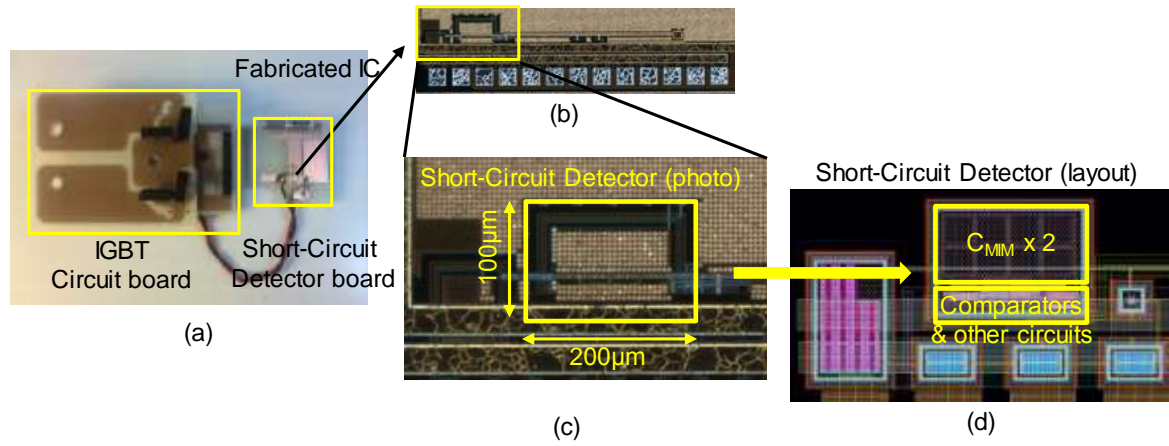 Fabricated IC
IGBT
Circuit board
Short-Circuit
Detector board
(a)
(b)
Short-Circuit Detector (photo)
100μm
200μm
(c)
Short-Circuit Detector (layout)
C_MIM x 2
Comparators
& other circuits
(d)